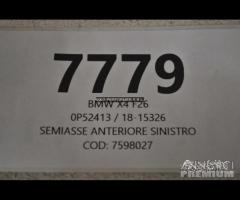 7779
BMW X4 F26
0P52413 / 18-15326
SEMIASSE ANTERIORE SINISTRO
COD: 7598027
PREMIUM